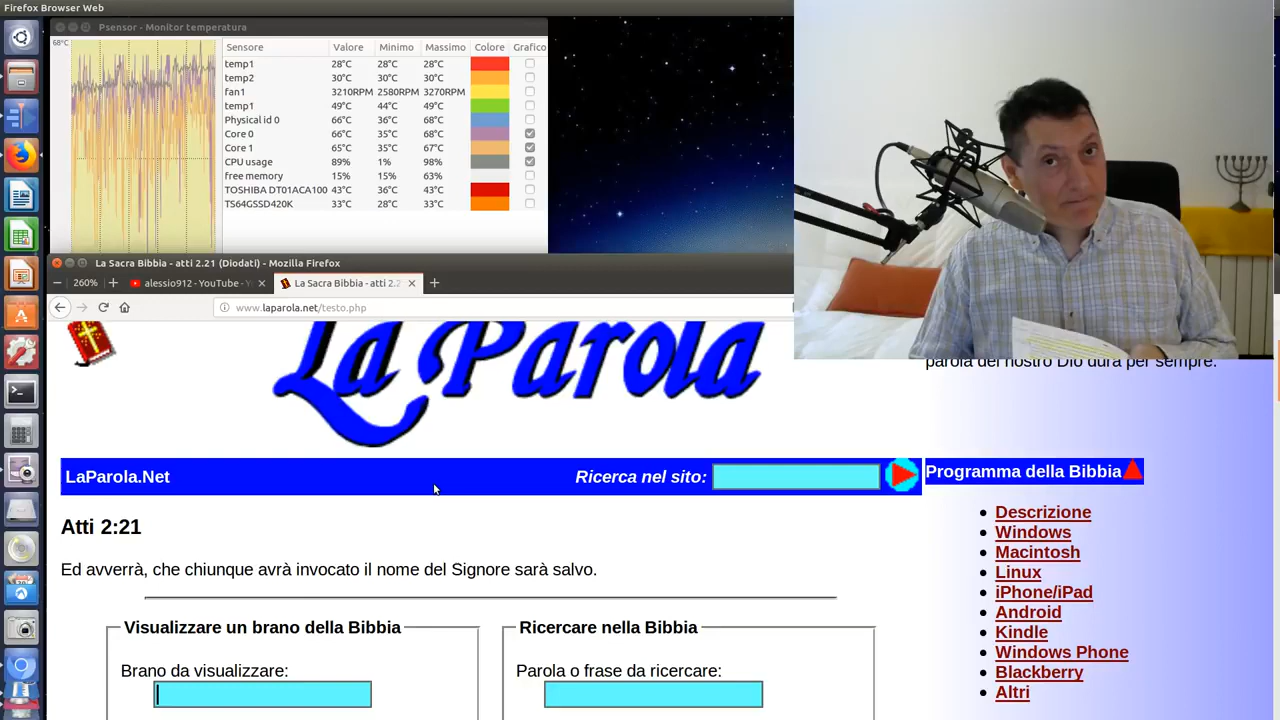 Firefox Browser Web
Psensor - Monitor temperatura
68°C
Sensore Valore Minimo Massimo Colore Grafico
temp1 28°C 28°C 28°C
temp2 30°C 30°C 30°C
fan1 3210RPM 2580RPM 3270RPM
temp1 49°C 44°C 49°C
Physical id 0 66°C 36°C 68°C
Core 0 66°C 35°C 68°C
Core 1 65°C 35°C 67°C
CPU usage 89% 1% 98%
free memory 15% 15% 63%
TOSHIBA DT01ACA100 43°C 36°C 43°C
TS64GSSD420K 33°C 28°C 33°C
La Sacra Bibbia - atti 2.21 (Diodati) - Mozilla Firefox
260% alessio912 - YouTube - Y La Sacra Bibbia - atti 2.2
www.laparola.net/testo.php
La Parola
parola del nostro Dio dura per sempre.
LaParola.Net Ricerca nel sito:
Atti 2:21
Ed avverrà, che chiunque avrà invocato il nome del Signore sarà salvo.
Visualizzare un brano della Bibbia
Brano da visualizzare:
Ricercare nella Bibbia
Parola o frase da ricercare:
Programma della Bibbia
Descrizione
Windows
Macintosh
Linux
iPhone/iPad
Android
Kindle
Windows Phone
Blackberry
Altri